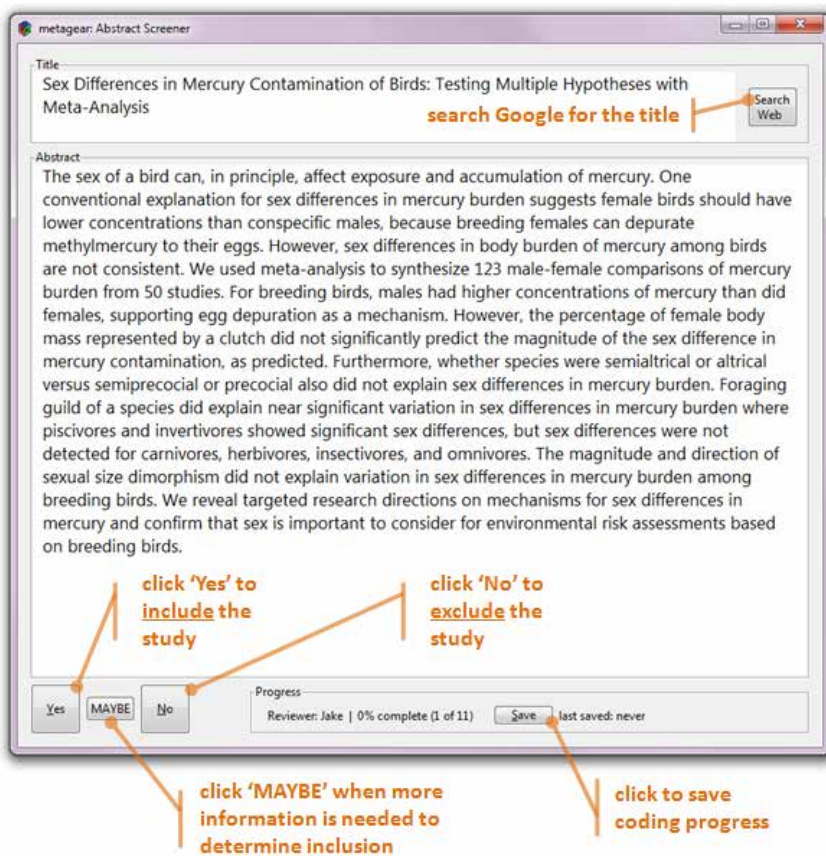 metagear: Abstract Screener
Title
Sex Differences in Mercury Contamination of Birds: Testing Multiple Hypotheses with
Meta-Analysis
search Google for the title
Search
Web
Abstract
The sex of a bird can, in principle, affect exposure and accumulation of mercury. One
conventional explanation for sex differences in mercury burden suggests female birds should have
lower concentrations than conspecific males, because breeding females can depurate
methylmercury to their eggs. However, sex differences in body burden of mercury among birds
are not consistent. We used meta-analysis to synthesize 123 male-female comparisons of mercury
burden from 50 studies. For breeding birds, males had higher concentrations of mercury than did
females, supporting egg depuration as a mechanism. However, the percentage of female body
mass represented by a clutch did not significantly predict the magnitude of the sex difference in
mercury contamination, as predicted. Furthermore, whether species were semialtrical or altrical
versus semiprecocial or precocial also did not explain sex differences in mercury burden. Foraging
guild of a species did explain near significant variation in sex differences in mercury burden where
piscivores and invertivores showed significant sex differences, but sex differences were not
detected for carnivores, herbivores, insectivores, and omnivores. The magnitude and direction of
sexual size dimorphism did not explain variation in sex differences in mercury burden among
breeding birds. We reveal targeted research directions on mechanisms for sex differences in
mercury and confirm that sex is important to consider for environmental risk assessments based
on breeding birds.
click 'Yes' to
include the
study
click 'No' to
exclude the
study
Yes
MAYBE
No
Progress
Reviewer: Jake | 0% complete (1 of 11)
Save
last saved: never
click 'MAYBE' when more
information is needed to
determine inclusion
click to save
coding progress